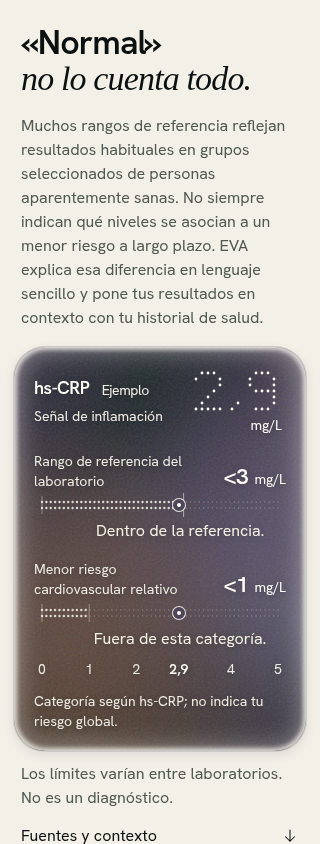 «Normal»
no lo cuenta todo.
Muchos rangos de referencia reflejan
resultados habituales en grupos
seleccionados de personas
aparentemente sanas. No siempre
indican qué niveles se asocian a un
menor riesgo a largo plazo. EVA
explica esa diferencia en lenguaje
sencillo y pone tus resultados en
contexto con tu historial de salud.
hs-CRP Ejemplo
2,9
Señal de inflamación
mg/L
Rango de referencia del
laboratorio
<3 mg/L
Dentro de la referencia.
Menor riesgo
cardiovascular relativo
<1 mg/L
Fuera de esta categoría.
0 1 2 2,9 4 5
Categoría según hs-CRP; no indica tu
riesgo global.
Los límites varían entre laboratorios.
No es un diagnóstico.
Fuentes y contexto ↓